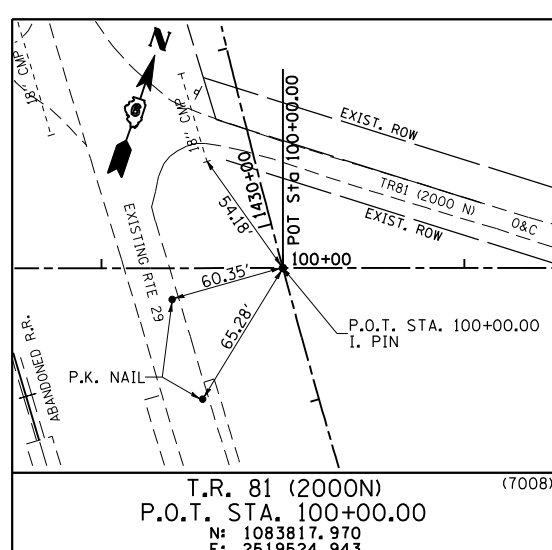 N
18" CMP
18" CMP
POT Sta 100+00.00
EXIST. ROW
1430+00
TR81 (2000 N)
O&C
EXIST. ROW
54.18'
EXISTING RTE 29
100+00
60.35'
65.28'
P.O.T. STA. 100+00.00
I. PIN
P.K. NAIL
ABANDONED R.R.
T.R. 81 (2000N)
(7008)
P.O.T. STA. 100+00.00
N: 1083817.970
E: 2519524.943